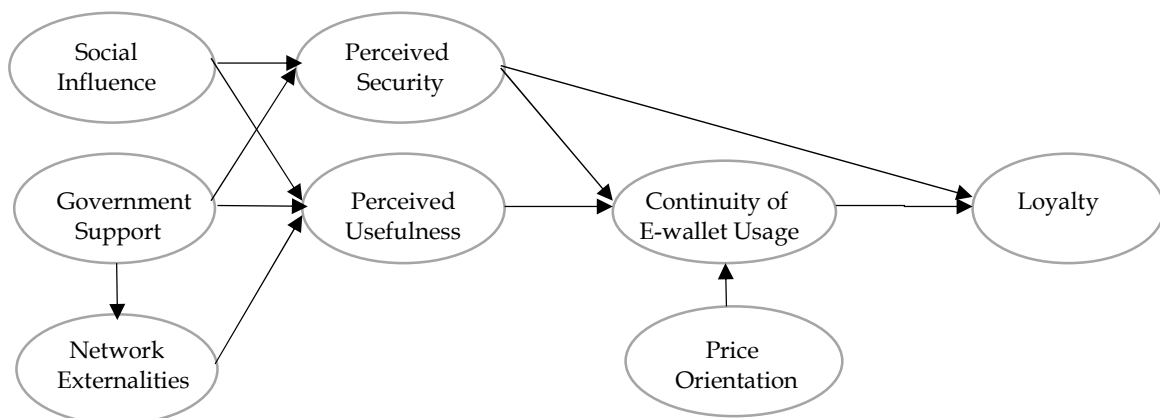 Social
Influence
Perceived
Security
Government
Support
Perceived
Usefulness
Continuity of
E-wallet Usage
Loyalty
Network
Externalities
Price
Orientation